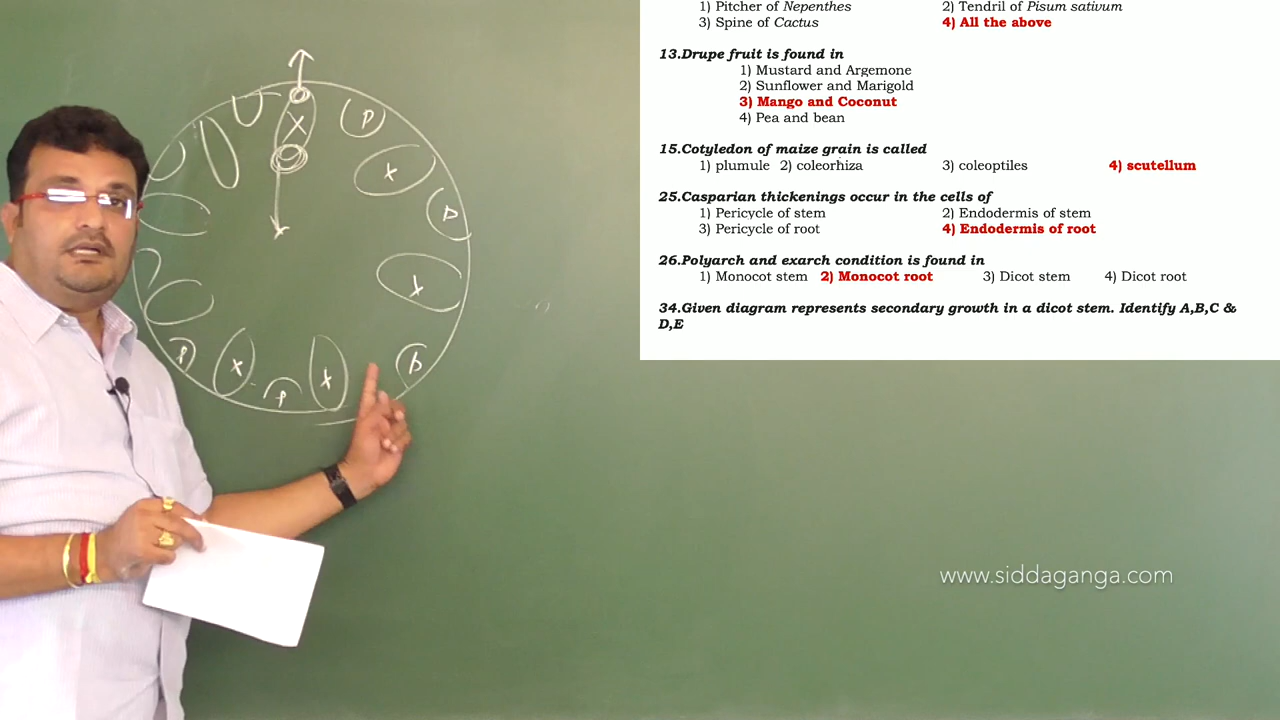 1) Pitcher of Nepenthes 2) Tendril of Pisum sativum
3) Spine of Cactus 4) All the above
13.Drupe fruit is found in
1) Mustard and Argemone
2) Sunflower and Marigold
3) Mango and Coconut
4) Pea and bean
15.Cotyledon of maize grain is called
1) plumule 2) coleorhiza 3) coleoptiles 4) scutellum
25.Casparian thickenings occur in the cells of
1) Pericycle of stem 2) Endodermis of stem
3) Pericycle of root 4) Endodermis of root
26.Polyarch and exarch condition is found in
1) Monocot stem 2) Monocot root 3) Dicot stem 4) Dicot root
34.Given diagram represents secondary growth in a dicot stem. Identify A,B,C &
D,E
X P
X
P
X
P
P X P X
www.siddaganga.com